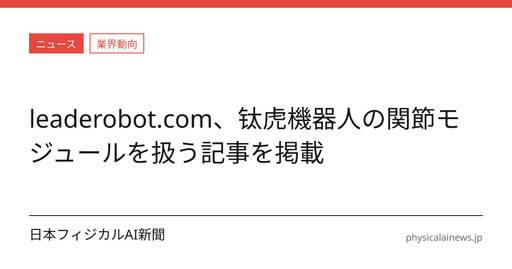 ニュース 業界動向
leaderobot.com、钛虎機器人の関節モ
ジュールを扱う記事を掲載
日本フィジカルAI新聞
physicalainews.jp